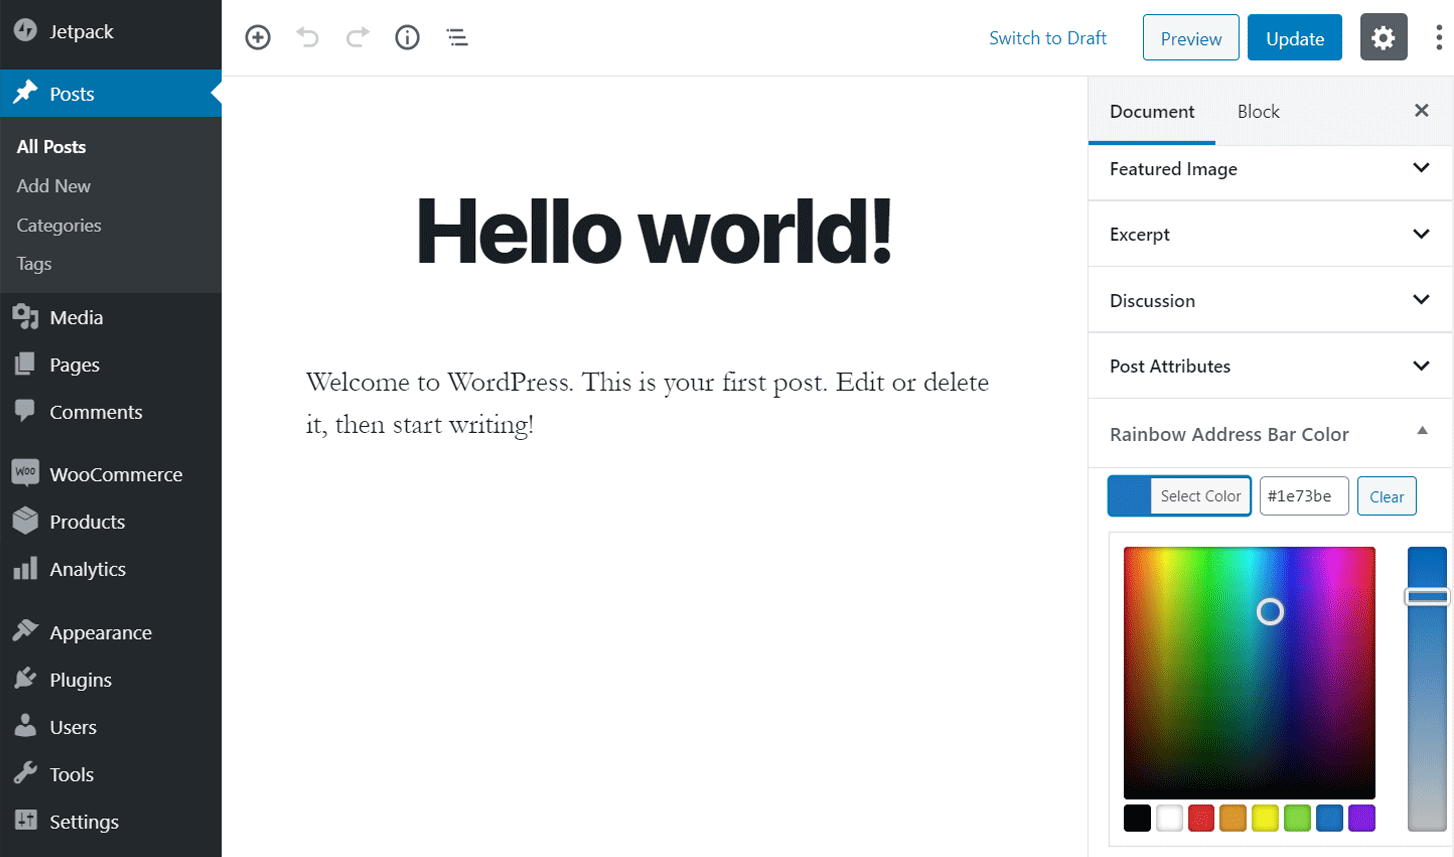 Jetpack
Posts
All Posts
Add New
Categories
Tags
Media
Pages
Comments
woo WooCommerce
Products
Analytics
Appearance
Plugins
Users
Tools
Settings
Switch to Draft Preview Update
Hello world!
Welcome to WordPress. This is your first post. Edit or delete
it, then start writing!
Document Block
Featured Image
Excerpt
Discussion
Post Attributes
Rainbow Address Bar Color
Select Color #1e73be Clear